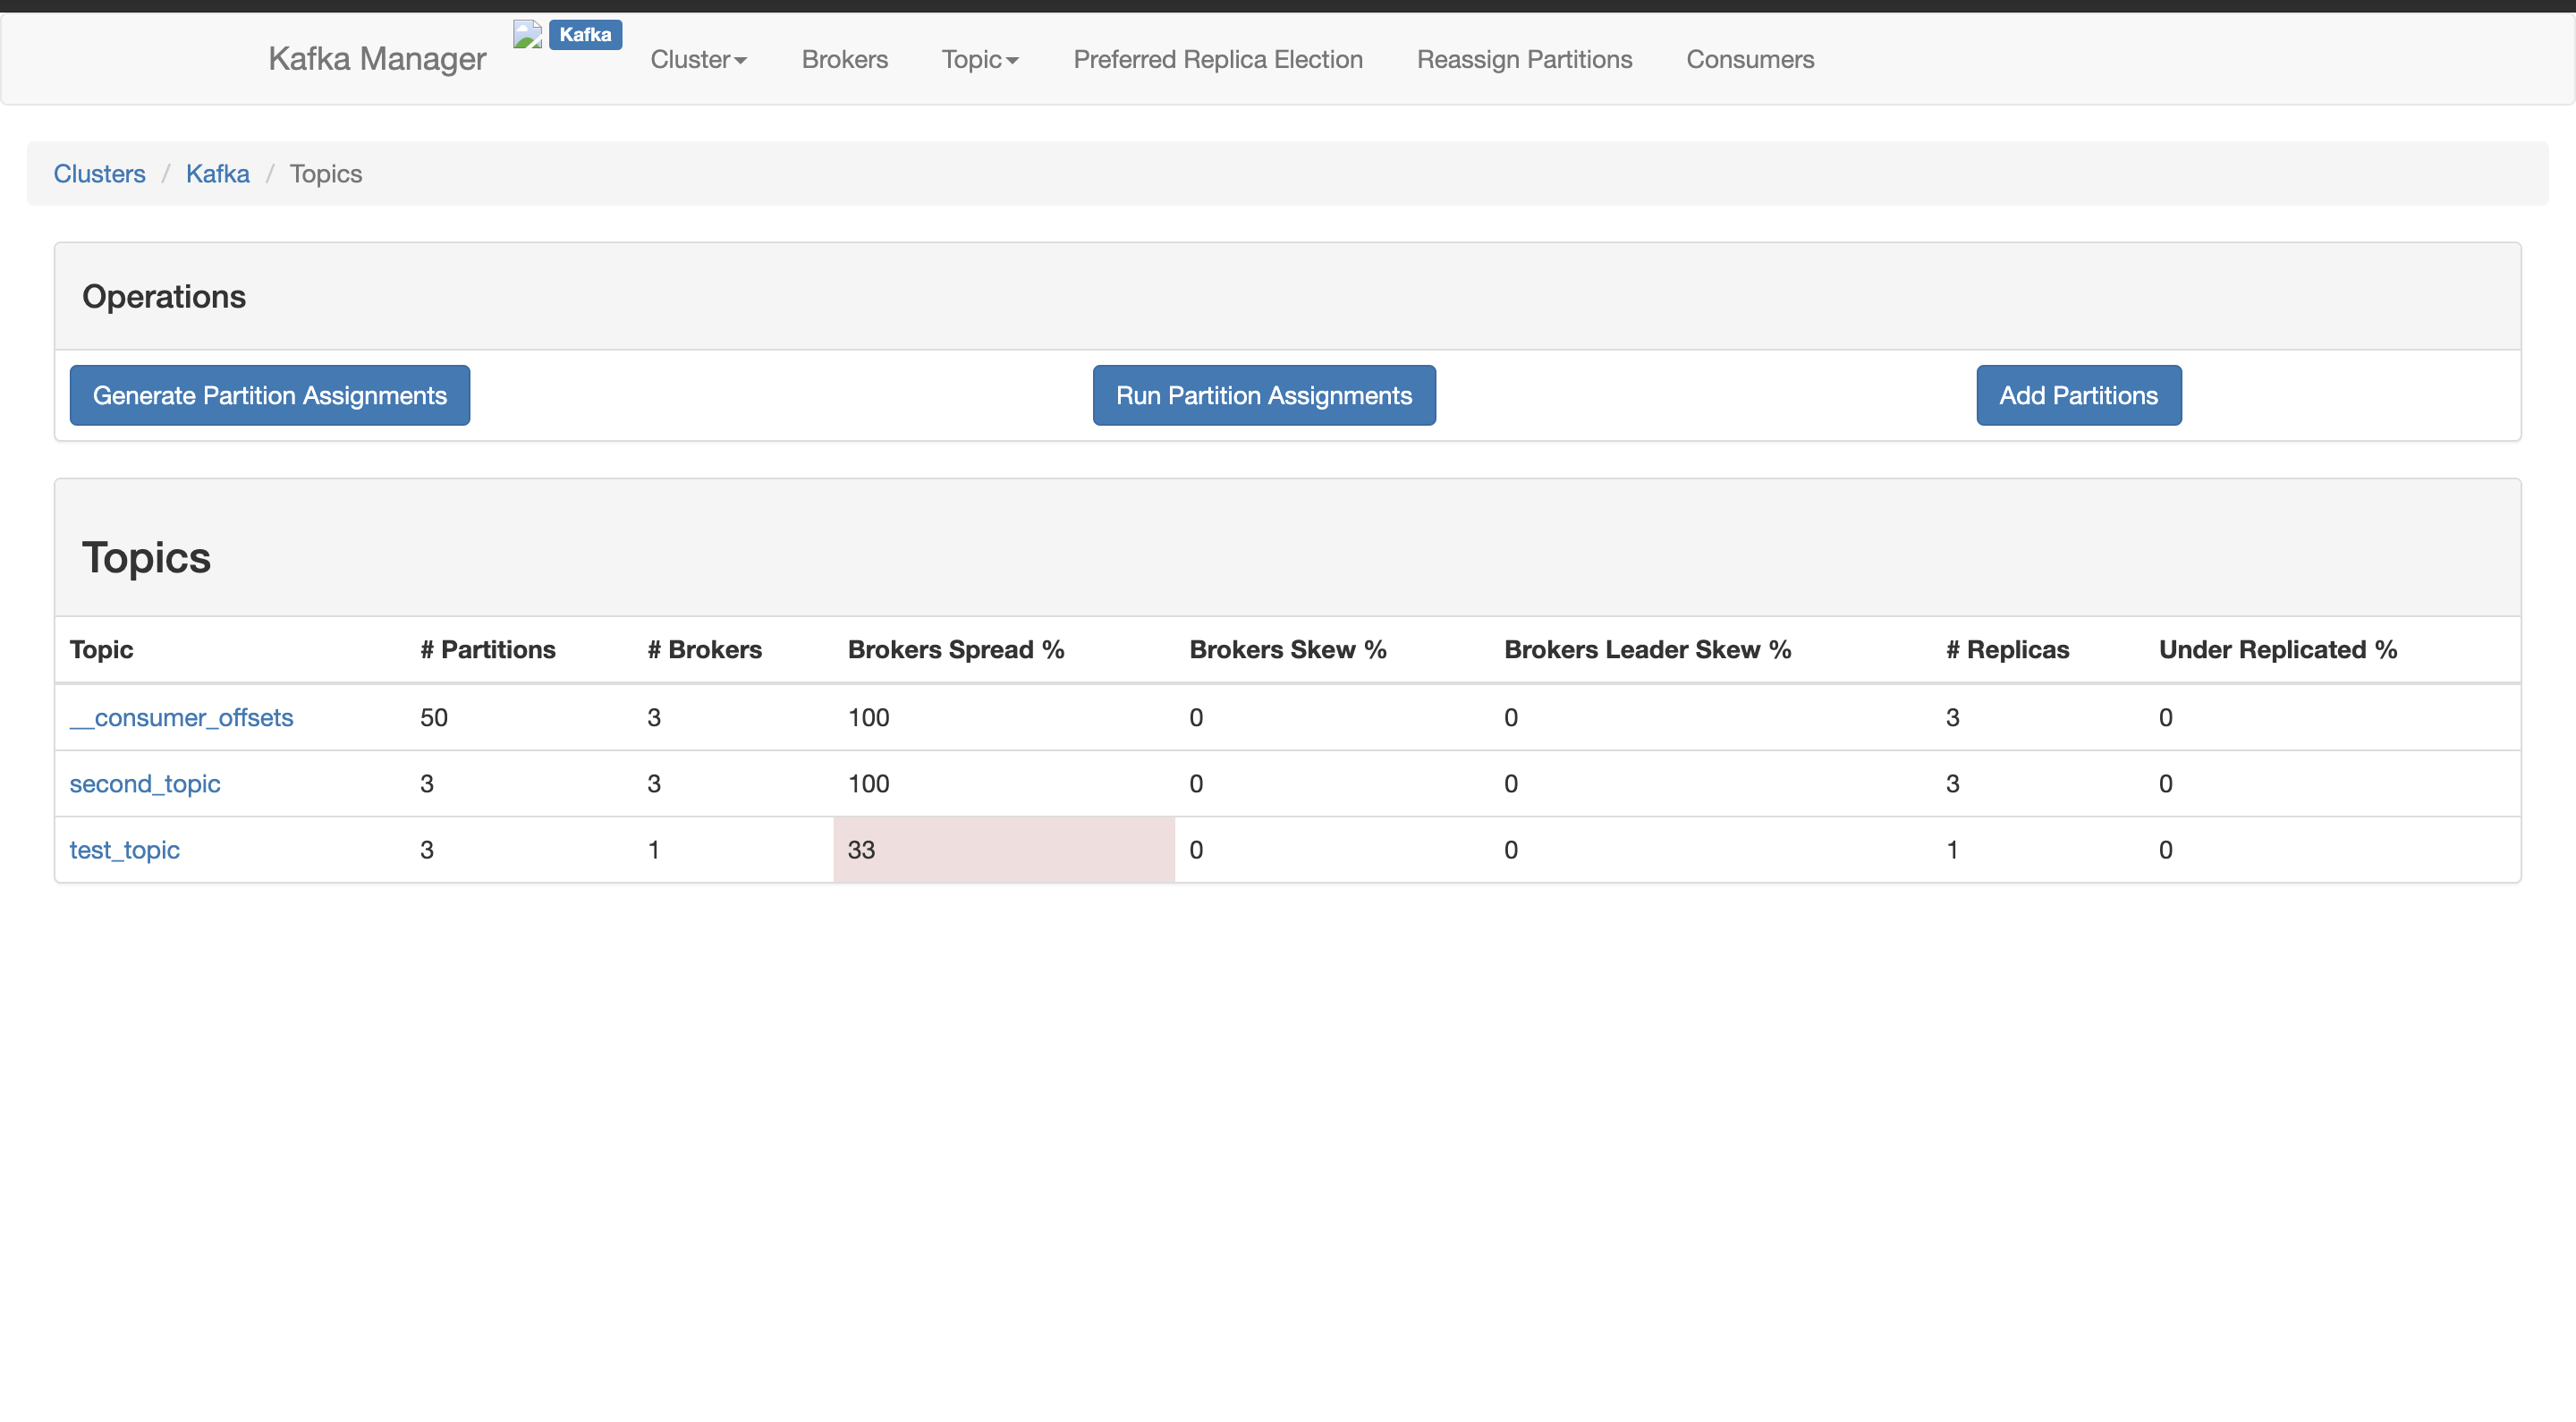 Kafka Manager Kafka Cluster Brokers Topic Preferred Replica Election Reassign Partitions Consumers
Clusters / Kafka / Topics
Operations
Generate Partition Assignments Run Partition Assignments Add Partitions
Topics
Topic # Partitions # Brokers Brokers Spread % Brokers Skew % Brokers Leader Skew % # Replicas Under Replicated %
__consumer_offsets 50 3 100 0 0 3 0
second_topic 3 3 100 0 0 3 0
test_topic 3 1 33 0 0 1 0